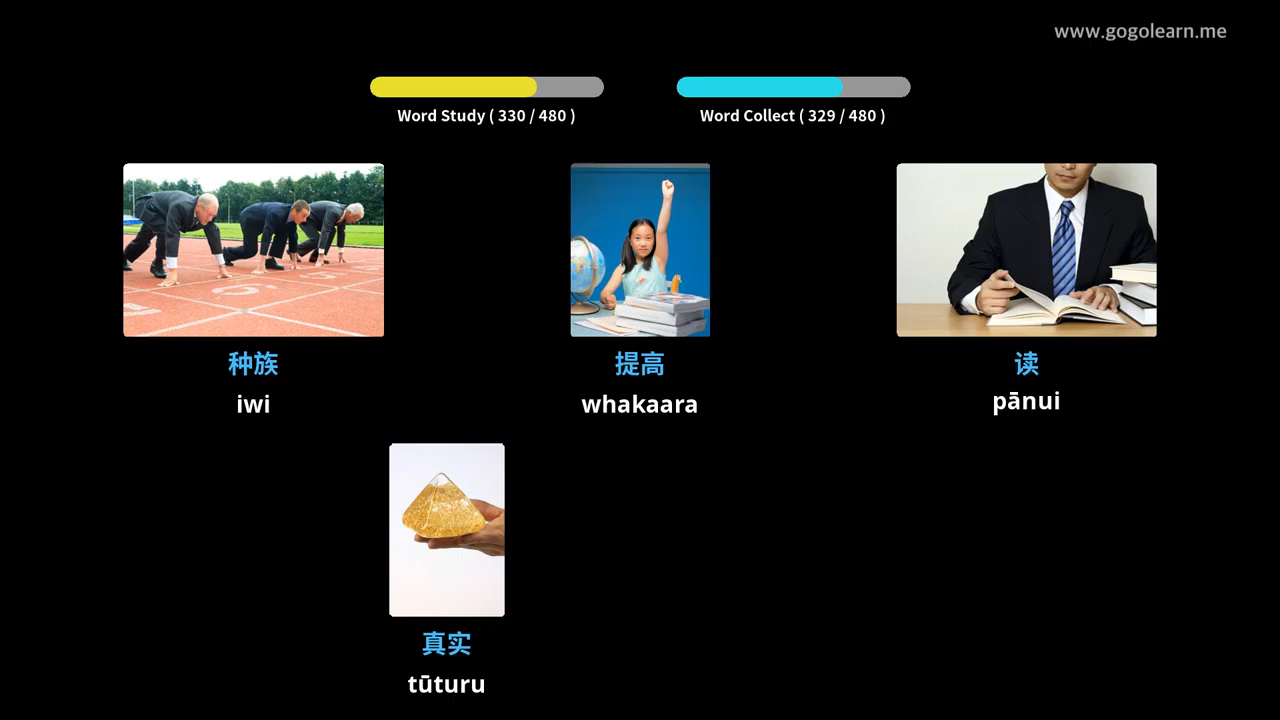 www.gogolearn.me
Word Study ( 330 / 480 )
Word Collect ( 329 / 480 )
种族
iwi
提高
whakaara
读
pānui
真实
tūturu